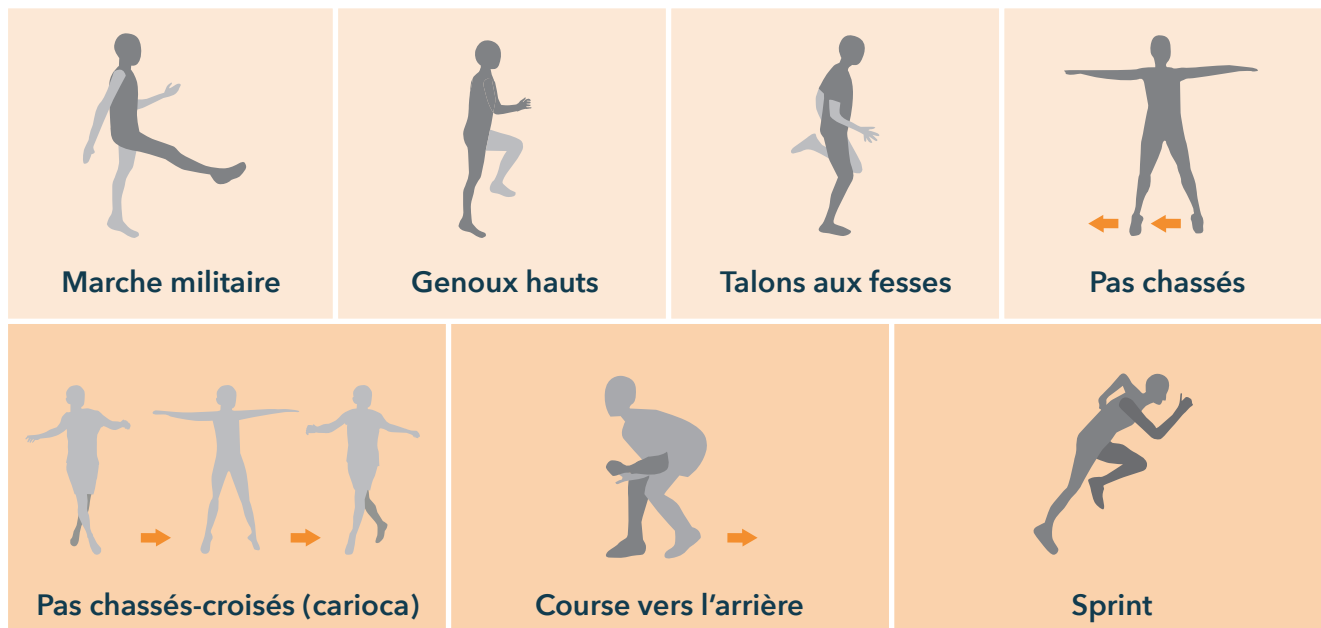 Marche militaire
Genoux hauts
Talons aux fesses
Pas chassés
Pas chassés-croisés (carioca)
Course vers l’arrière
Sprint